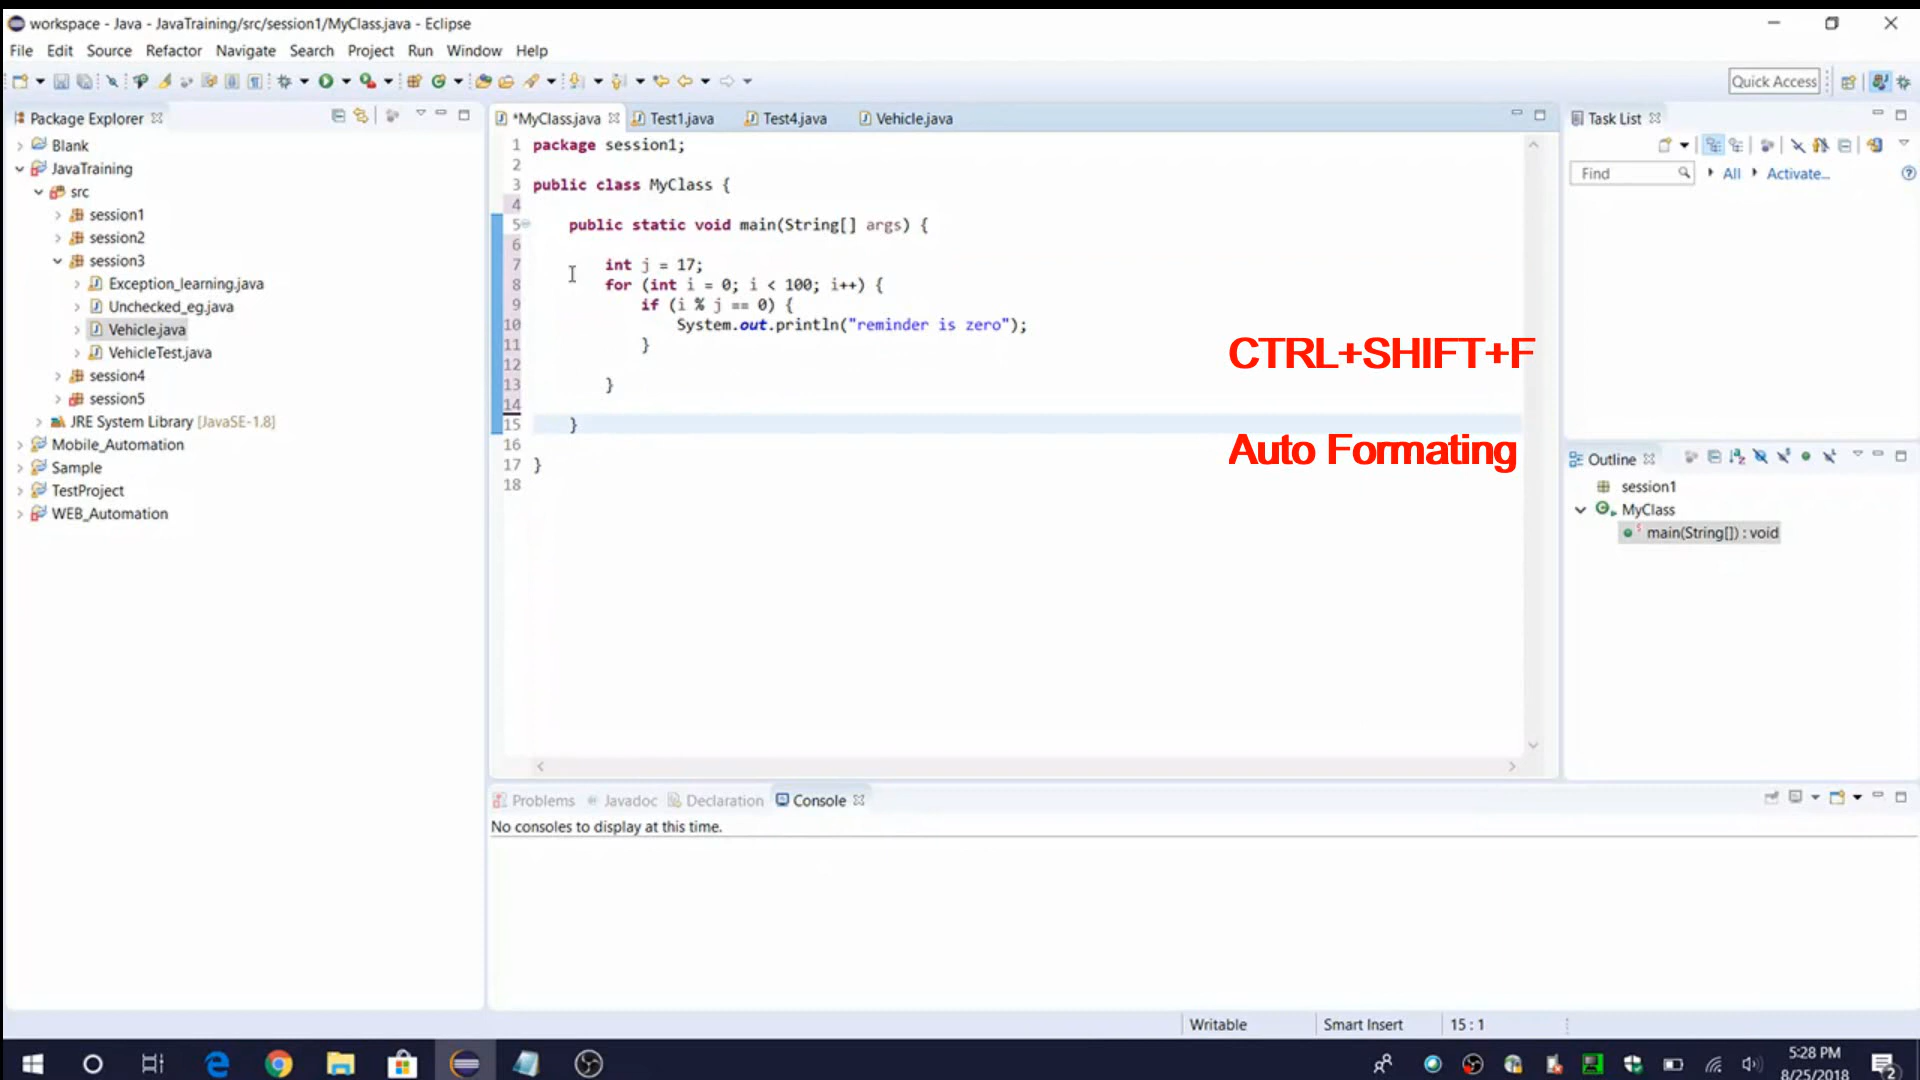 workspace - Java - JavaTraining/src/session1/MyClass.java - Eclipse
File Edit Source Refactor Navigate Search Project Run Window Help
Quick Access
Package Explorer
Blank
JavaTraining
src
session1
session2
session3
Exception_learning.java
Unchecked_eg.java
Vehicle.java
VehicleTest.java
session4
session5
JRE System Library [JavaSE-1.8]
Mobile_Automation
Sample
TestProject
WEB_Automation
*MyClass.java Test1.java Test4.java Vehicle.java
1 package session1;
2
3 public class MyClass {
4
5 public static void main(String[] args) {
6
7 int j = 17;
8 for (int i = 0; i < 100; i++) {
9 if (i % j == 0) {
10 System.out.println("reminder is zero");
11 }
12
13 }
14
15 }
16
17 }
18
CTRL+SHIFT+F
Auto Formating
Task List
Find All Activate...
Outline
session1
MyClass
main(String[]) : void
Problems Javadoc Declaration Console
No consoles to display at this time.
Writable Smart Insert 15 : 1
5:28 PM
8/25/2018
2